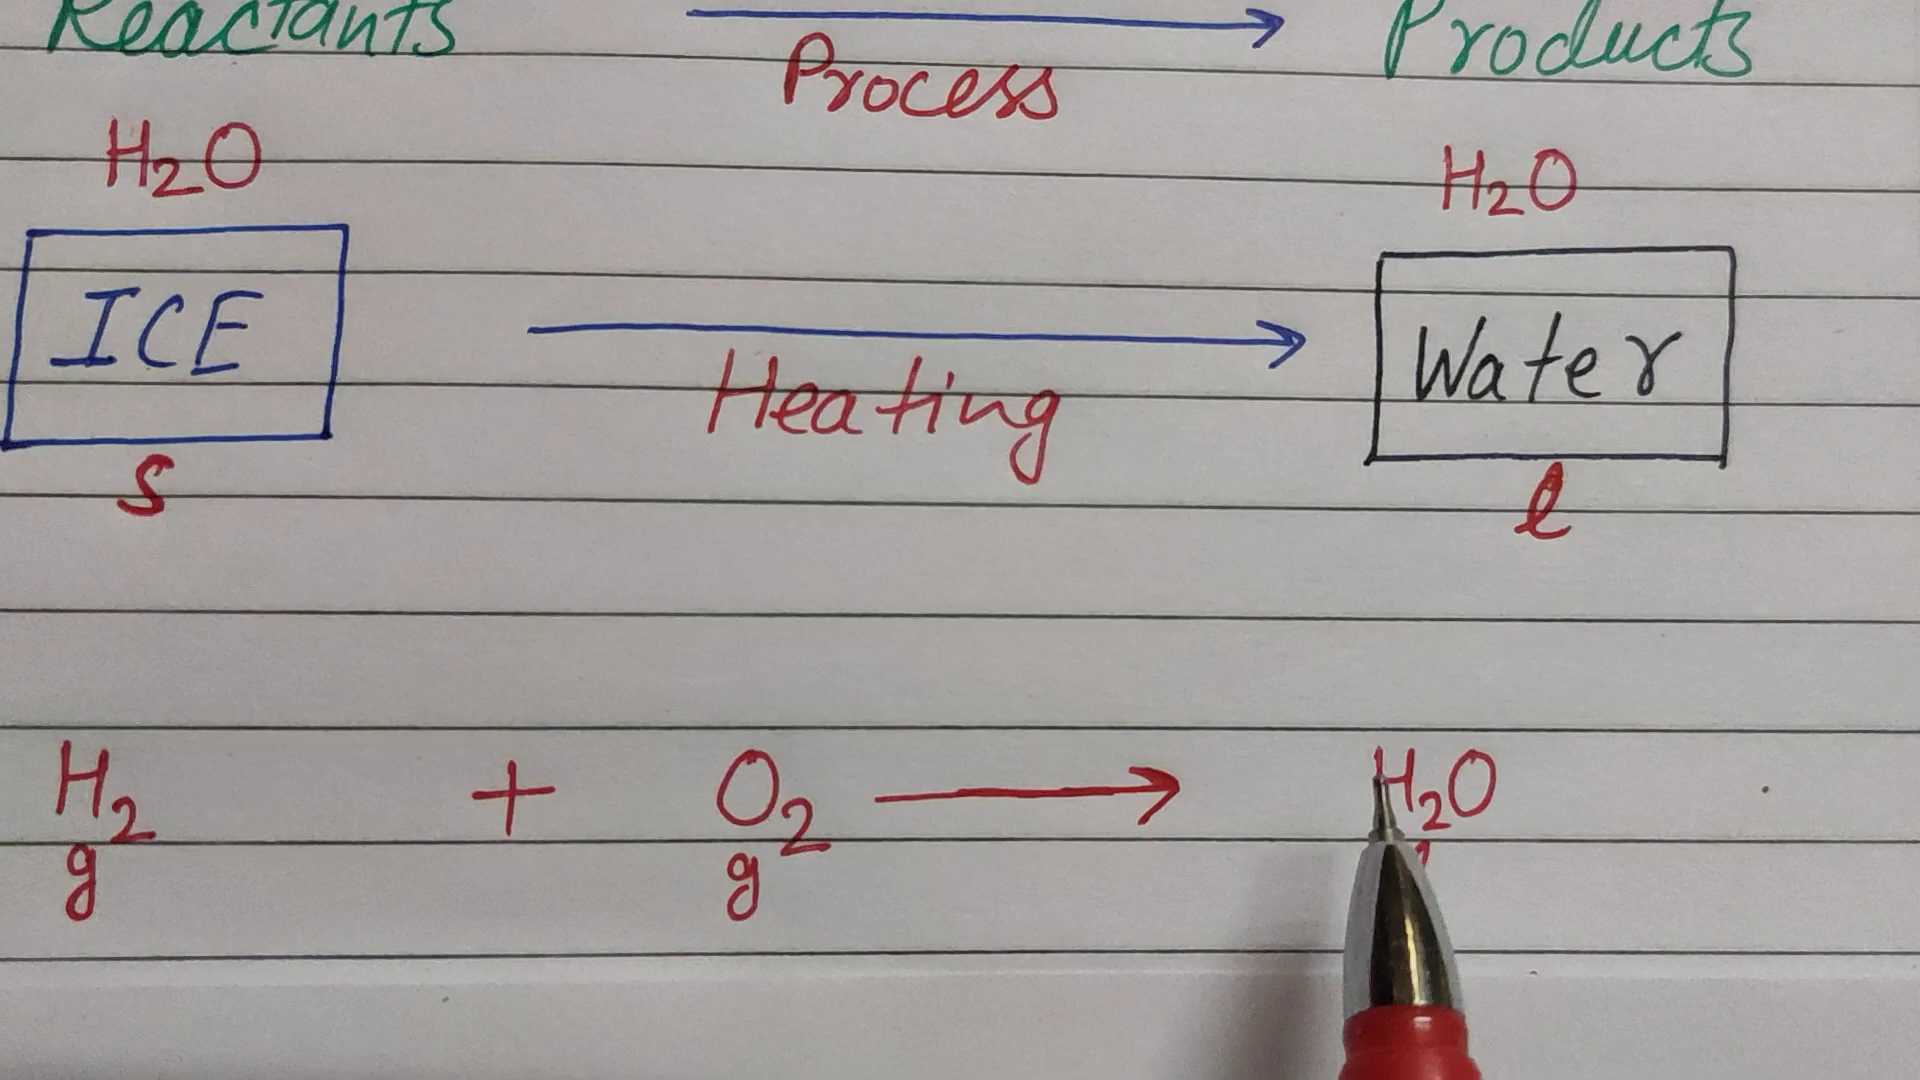 Reactants Products
Process
H₂O H₂O
ICE Water
Heating
s l
H₂ + O₂ → H₂O
g g